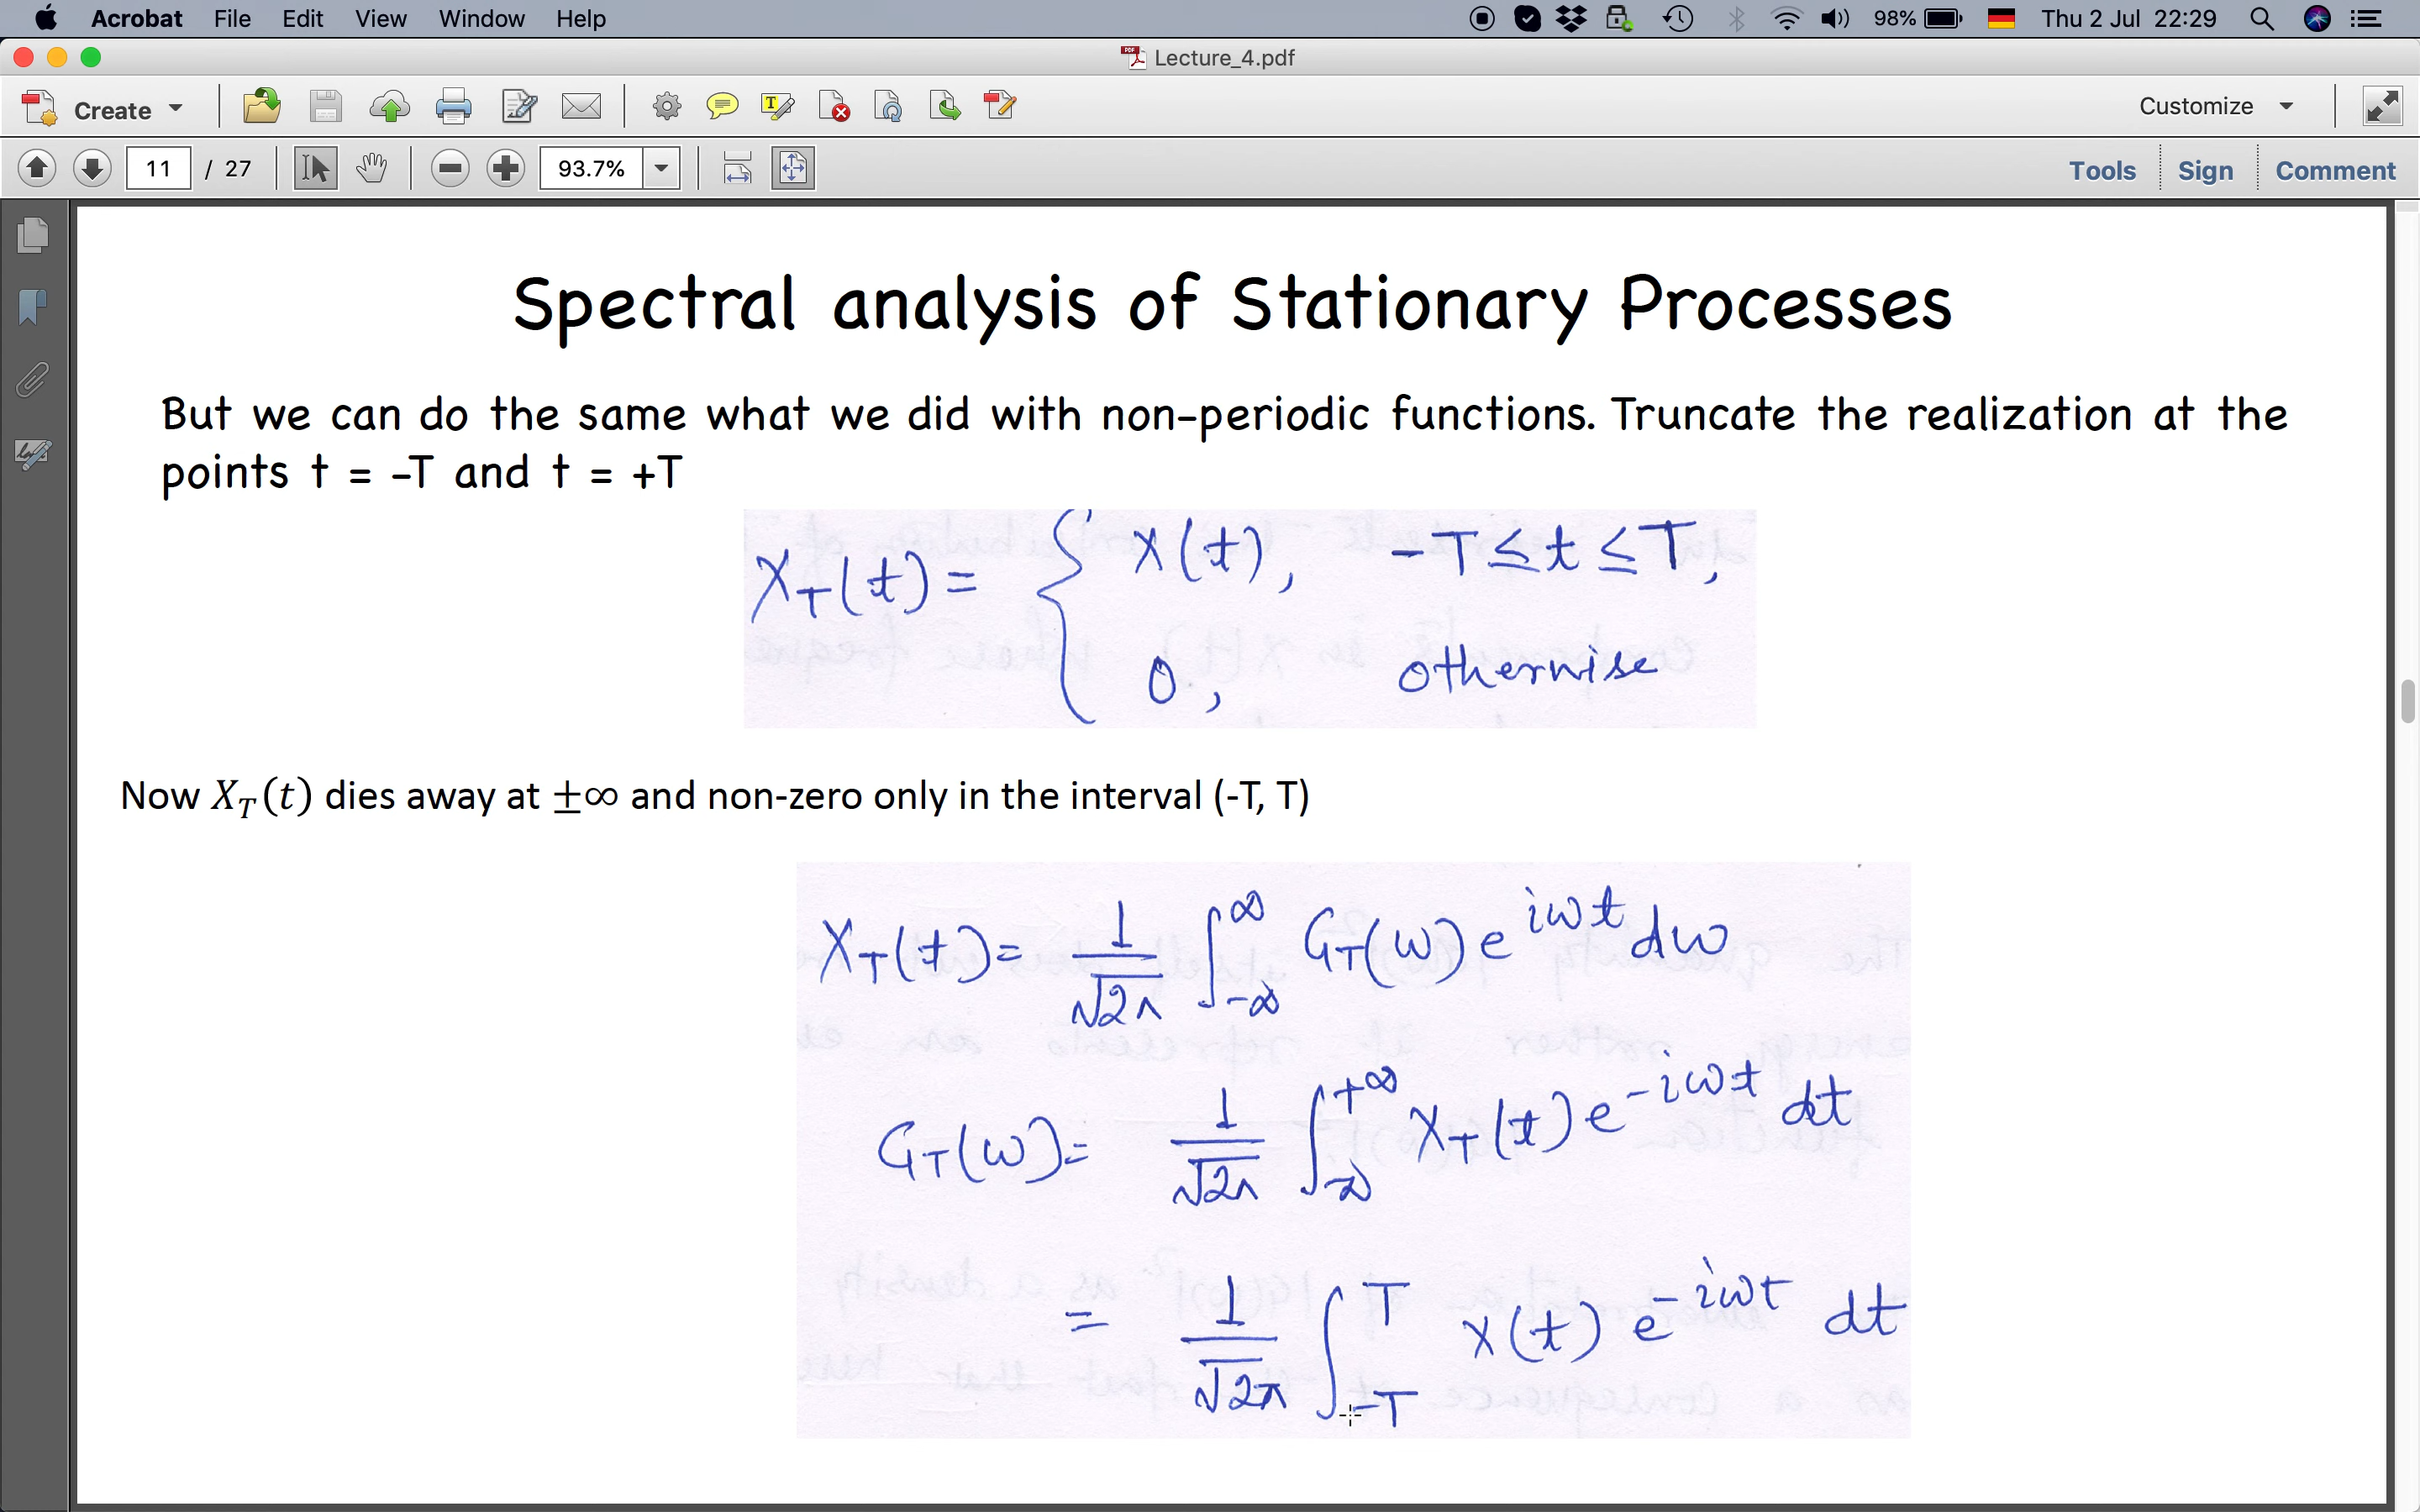 Acrobat File Edit View Window Help 98% Thu 2 Jul 22:29
Lecture_4.pdf
Create Customize
11 / 27 93.7% Tools Sign Comment
Spectral analysis of Stationary Processes
But we can do the same what we did with non-periodic functions. Truncate the realization at the
points t = -T and t = +T
X_T(t) = { X(t), -T ≤ t ≤ T,
0, otherwise
Now X_T(t) dies away at ±∞ and non-zero only in the interval (-T, T)
X_T(t) = 1/√2π ∫_{-∞}^{∞} G_T(ω) e^{iωt} dω
G_T(ω) = 1/√2π ∫_{-∞}^{+∞} X_T(t) e^{-iωt} dt
= 1/√2π ∫_{-T}^{T} X(t) e^{-iωt} dt